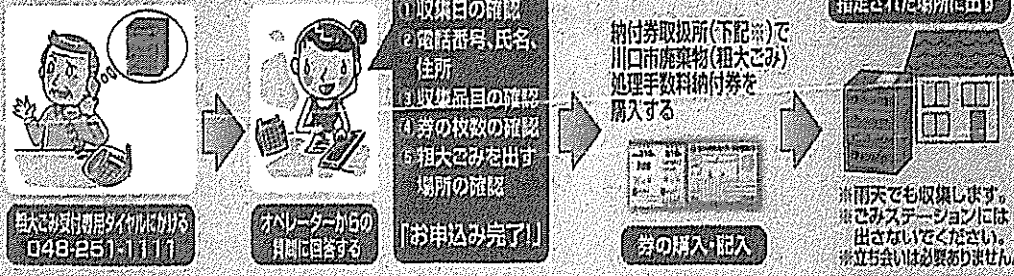 粗大ごみ受付専用ダイヤルにかける
048-251-1111
オペレーターからの
質問に回答する
①収集日の確認
②電話番号、氏名、
住所
③収集品目の確認
④券の枚数の確認
⑤粗大ごみを出す
場所の確認
「お申込み完了!」
納付券取扱所(下記※)で
川口市廃棄物(粗大ごみ)
処理手数料納付券を
購入する
券の購入・記入
指定された場所に出す
※雨天でも収集します。
※ごみステーションには
出さないでください。
※立ち会いは必要ありません。